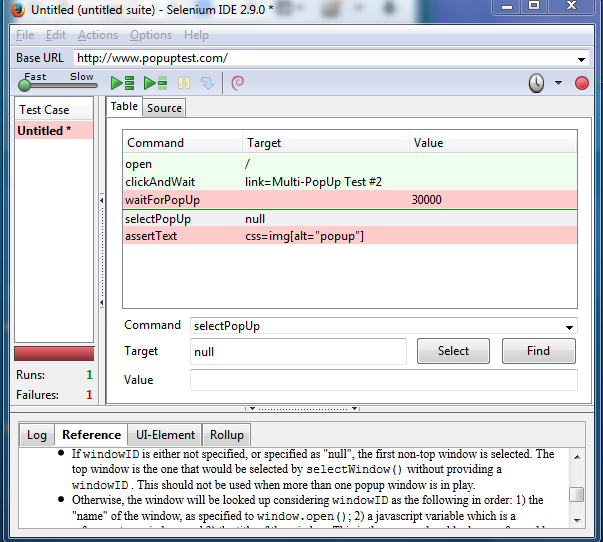 Untitled (untitled suite) - Selenium IDE 2.9.0 *
File Edit Actions Options Help
Base URL http://www.popuptest.com/
Fast Slow
Test Case
Untitled *
Table Source
Command Target Value
open /
clickAndWait link=Multi-PopUp Test #2
waitForPopUp 30000
selectPopUp null
assertText css=img[alt="popup"]
Command selectPopUp
Target null Select Find
Value
Runs: 1
Failures: 1
Log Reference UI-Element Rollup
If windowID is either not specified, or specified as "null", the first non-top window is selected. The
top window is the one that would be selected by selectWindow() without providing a
windowID. This should not be used when more than one popup window is in play.
Otherwise, the window will be looked up considering windowID as the following in order: 1) the
"name" of the window, as specified to window.open(); 2) a javascript variable which is a